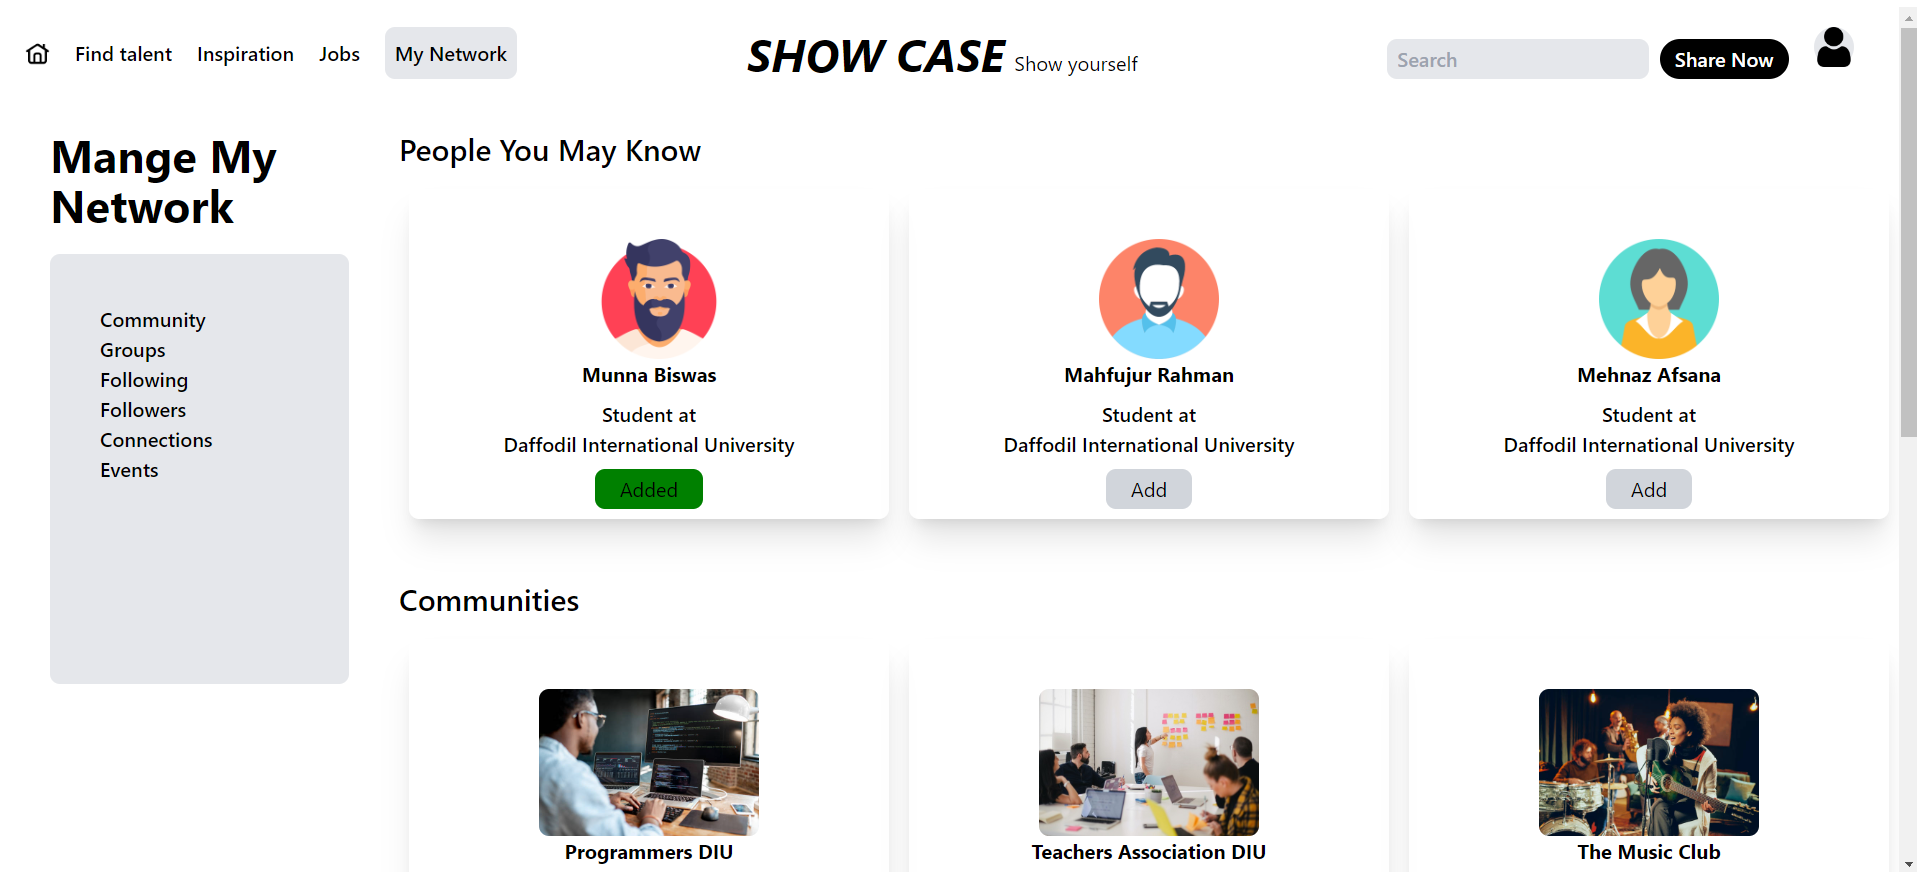 Find talent
Inspiration
Jobs
My Network
SHOW CASE Show yourself
Search
Share Now
Mange My
Network
Community
Groups
Following
Followers
Connections
Events
People You May Know
Munna Biswas
Student at
Daffodil International University
Added
Mahfujur Rahman
Student at
Daffodil International University
Add
Mehnaz Afsana
Student at
Daffodil International University
Add
Communities
Programmers DIU
Teachers Association DIU
The Music Club